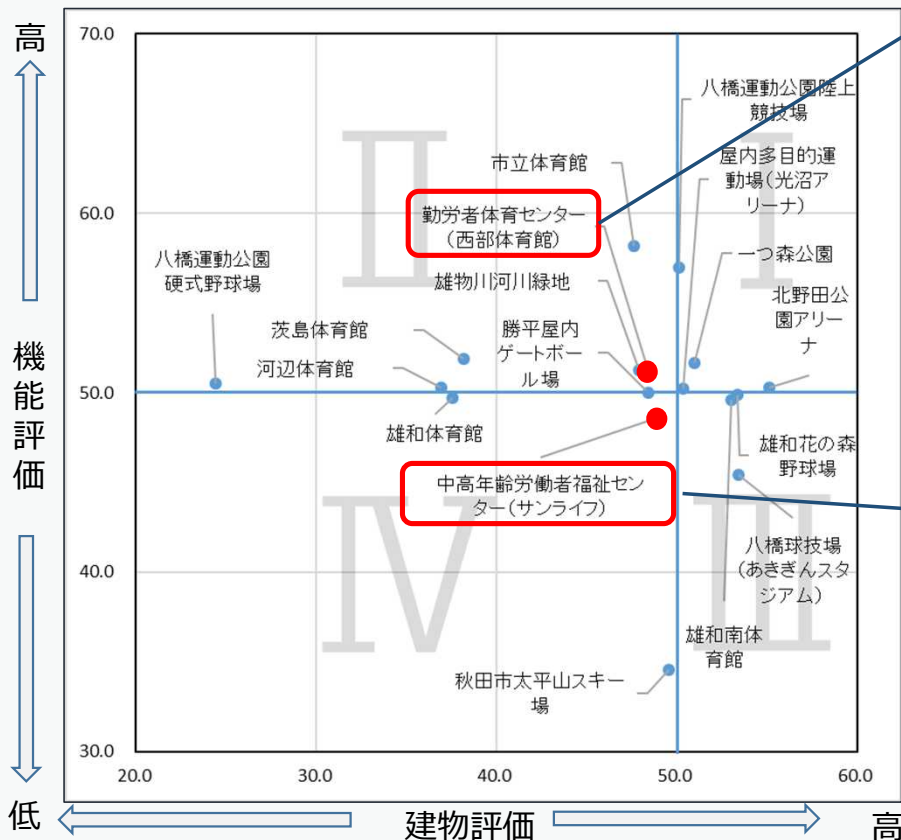 高
70.0
八橋運動公園陸上
競技場
市立体育館
屋内多目的運
動場(光沼ア
リーナ)
Ⅱ
Ⅰ
60.0
勤労者体育センター
(西部体育館)
八橋運動公園
硬式野球場
雄物川河川緑地
一つ森公園
北野田公
園アリー
ナ
茨島体育館
勝平屋内
ゲートボー
ル場
河辺体育館
機能評価
50.0
雄和体育館
雄和花の森
野球場
中高年齢労働者福祉セン
ター(サンライフ)
Ⅳ
Ⅲ
八橋球技場
(あきぎんスタ
ジアム)
40.0
雄和南体
育館
秋田市太平山スキー
場
30.0
20.0 30.0 40.0 50.0 60.0
低
建物評価
高